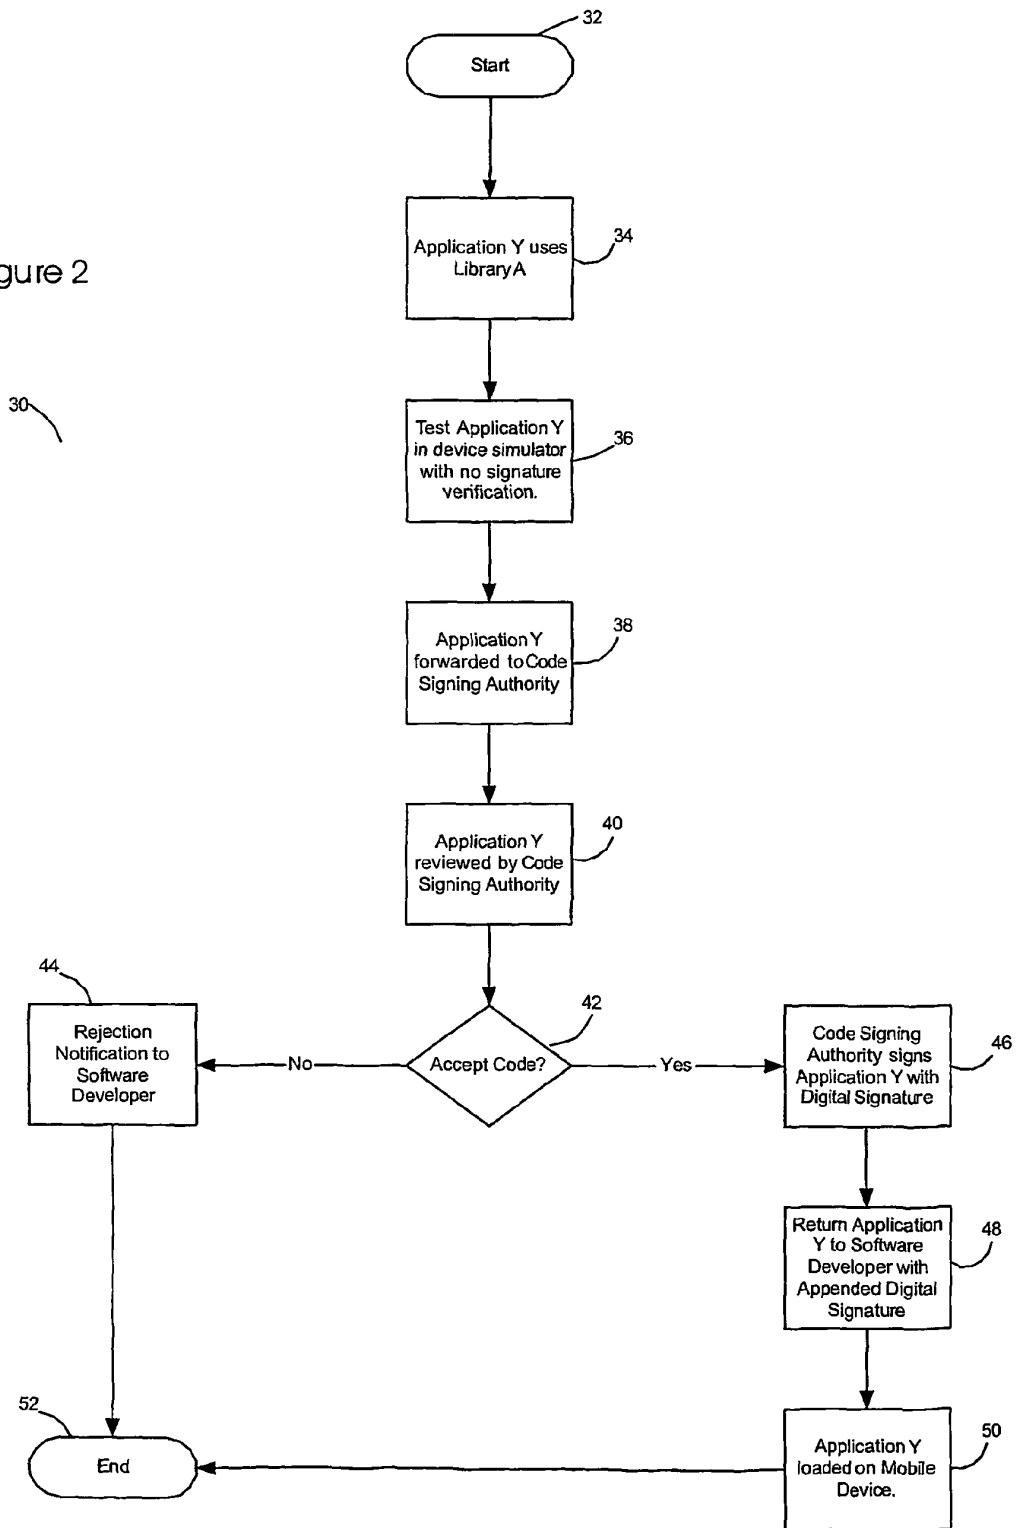 32
Start
Application Y uses
Library A
34
gure 2
30
Test Application Y
in device simulator
with no signature
verification.
36
Application Y
forwarded to Code
Signing Authority
38
Application Y
reviewed by Code
Signing Authority
40
44
Rejection
Notification to
Software
Developer
No
Accept Code?
42
Yes
Code Signing
Authority signs
Application Y with
Digital Signature
46
Return Application
Y to Software
Developer with
Appended Digital
Signature
48
52
End
Application Y
loaded on Mobile
Device.
50